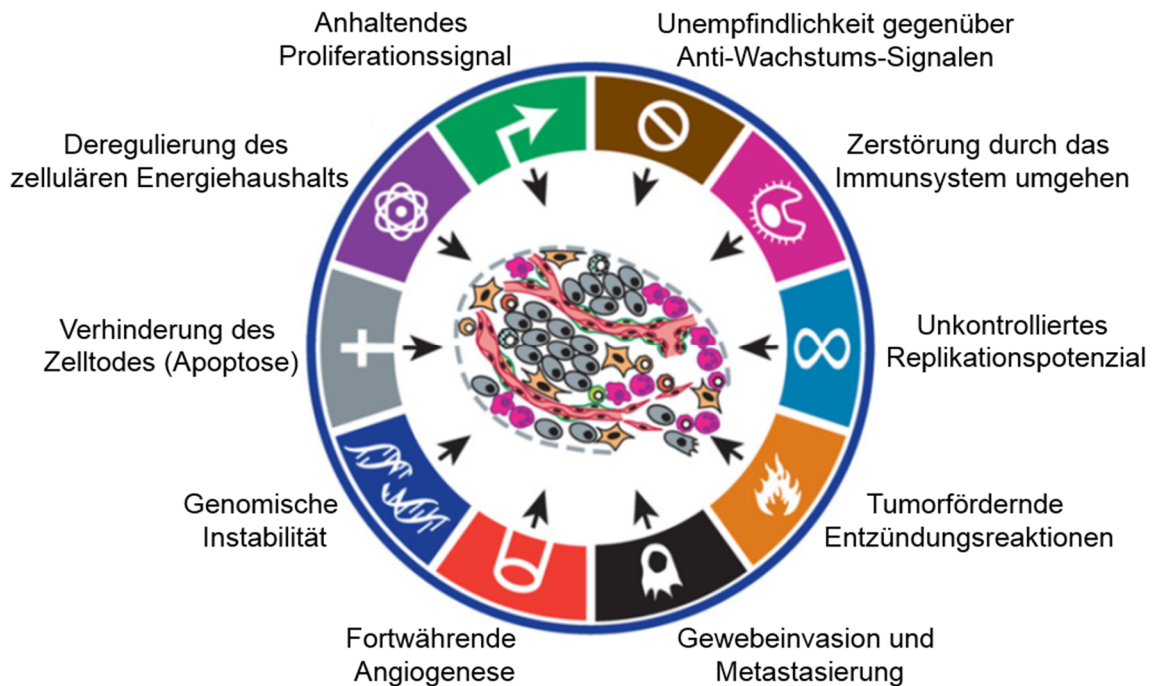 Anhaltendes
Proliferationssignal
Unempfindlichkeit gegenüber
Anti-Wachstums-Signalen
Deregulierung des
zellulären Energiehaushalts
Zerstörung durch das
Immunsystem umgehen
Verhinderung des
Zelltodes (Apoptose)
Unkontrolliertes
Replikationspotenzial
Genomische
Instabilität
Tumorfördernde
Entzündungsreaktionen
Fortwährende
Angiogenese
Gewebeinvasion und
Metastasierung